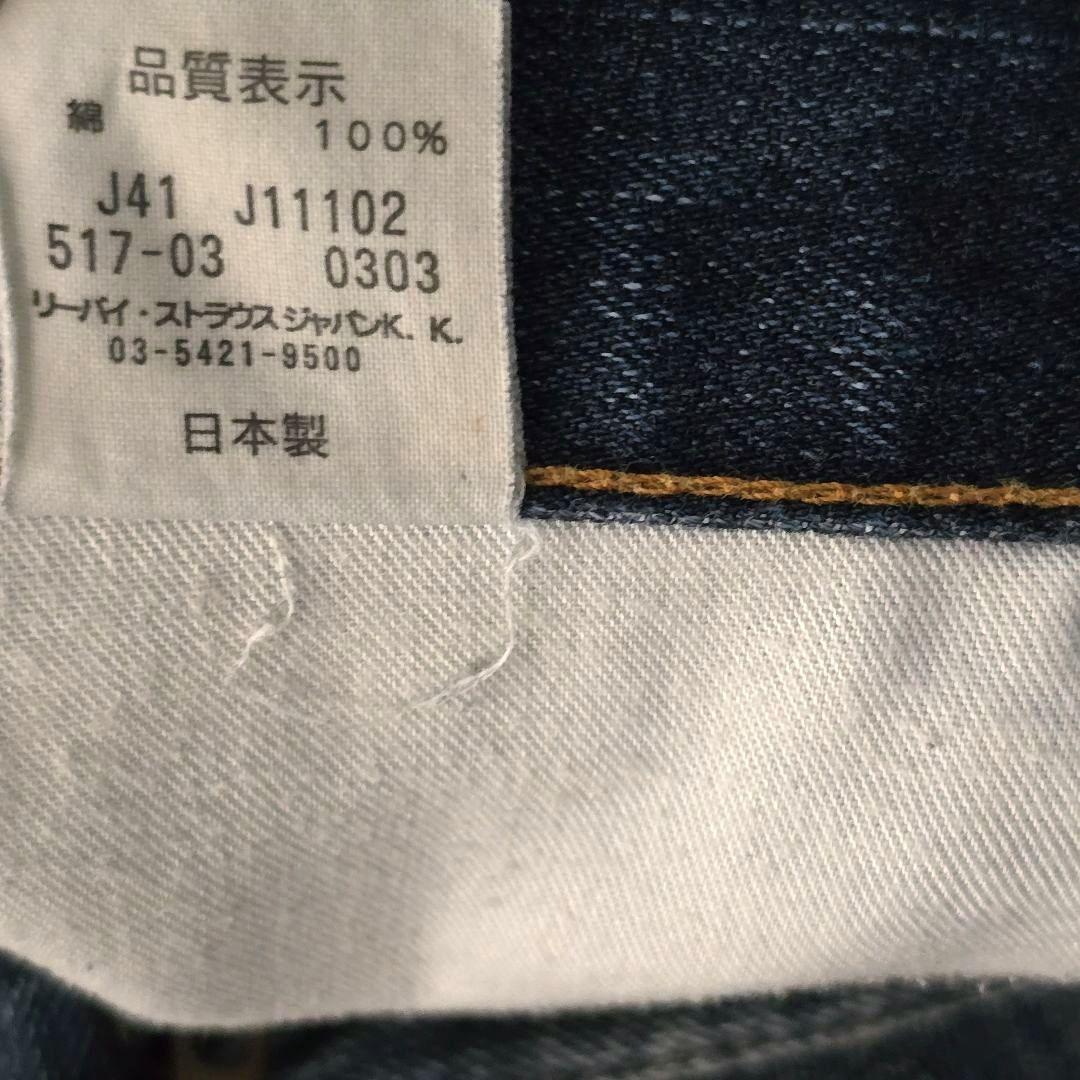 品質表示
綿 100%
J41 J11102
517-03 0303
リーバイ・ストラウスジャパンK. K.
03-5421-9500
日本製